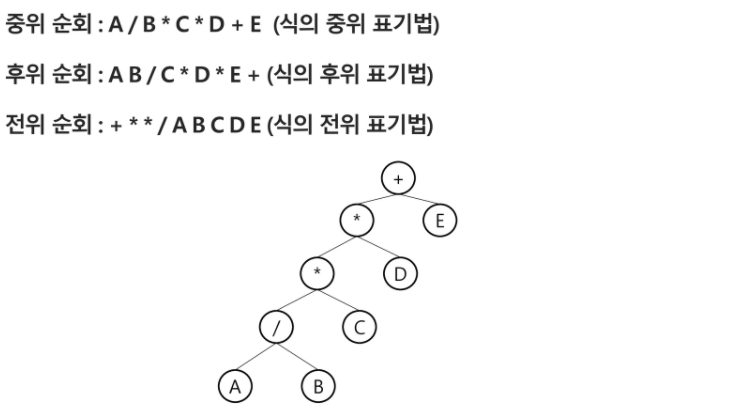 중위 순회 : A / B * C * D + E (식의 중위 표기법)
후위 순회 : A B / C * D * E + (식의 후위 표기법)
전위 순회 : + * * / A B C D E (식의 전위 표기법)
+
* E
* D
/ C
A B